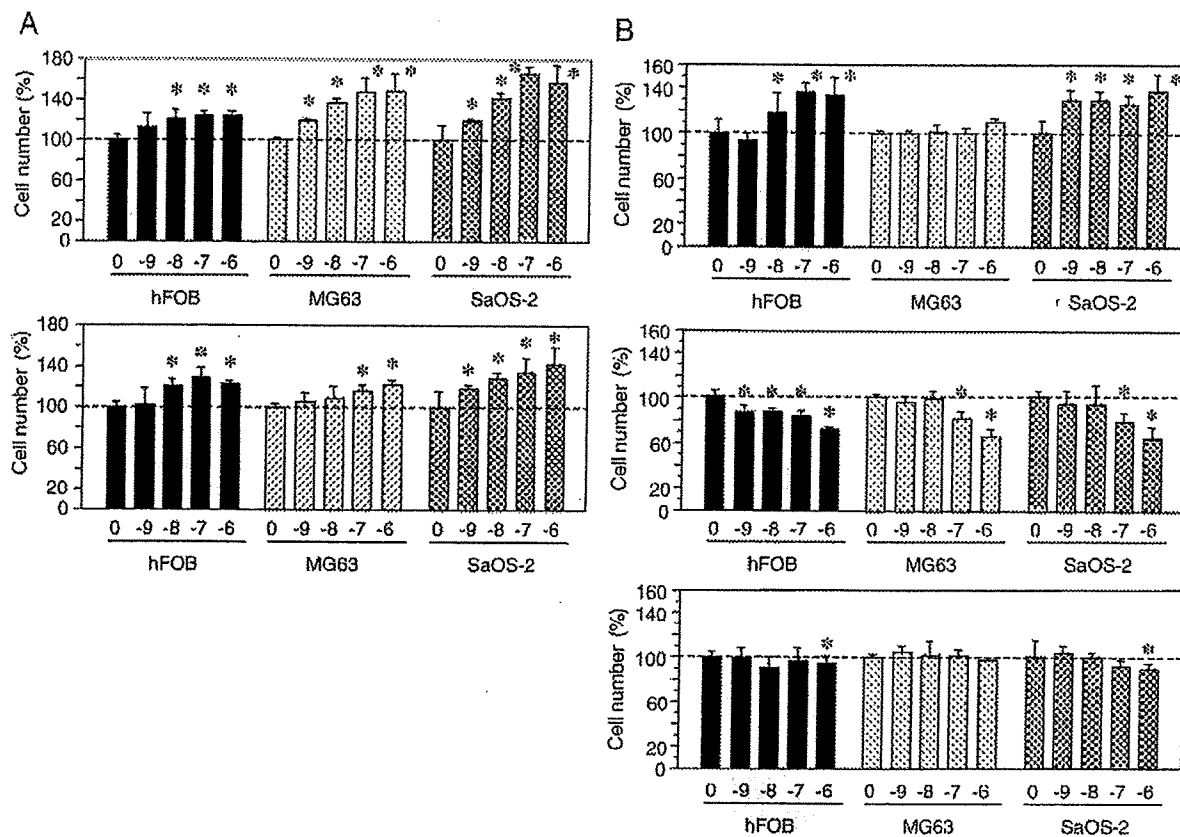 A
Cell number (%)
180
140
100
60
20
0
* * * * * * * * * * *
0 -9 -8 -7 -6 0 -9 -8 -7 -6 0 -9 -8 -7 -6
hFOB MG63 SaOS-2
Cell number (%)
180
140
100
60
20
0
* * * * * * * * *
0 -9 -8 -7 -6 0 -9 -8 -7 -6 0 -9 -8 -7 -6
hFOB MG63 SaOS-2
B
Cell number (%)
160
140
100
60
20
0
* * * * * * *
0 -9 -8 -7 -6 0 -9 -8 -7 -6 0 -9 -8 -7 -6
hFOB MG63 SaOS-2
Cell number (%)
160
140
100
60
20
0
* * * * * * * *
0 -9 -8 -7 -6 0 -9 -8 -7 -6 0 -9 -8 -7 -6
hFOB MG63 SaOS-2
Cell number (%)
160
140
100
60
20
0
* *
0 -9 -8 -7 -6 0 -9 -8 -7 -6 0 -9 -8 -7 -6
hFOB MG63 SaOS-2